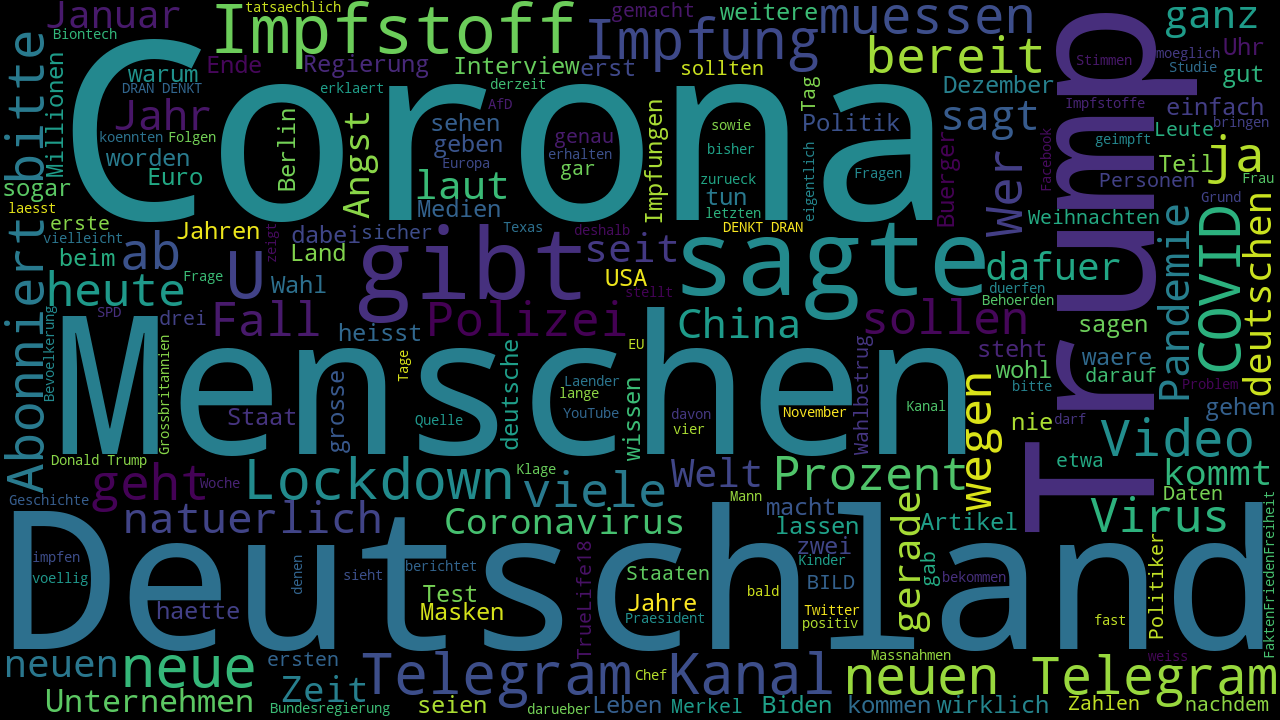 tatsaechlich
Januar
Biontech
Impfstoff
gemacht
weitere
muessen
ganz
Corona
Impfung
bereit
Trump
Stimmen
moeglich
Uhr
Studie
gut
Ende
Regierung
Interview
erst
sollten
warum
DRAN DENKT
erklaert
derzeit
Tag
Dezember
bitte
Millionen
Jahr
AfD
Impfstoffe
einfach
bringen
koennten
Folgen
Berlin
Angst
sehen
geben
genau
sowie
Politik
sagt
Leute
geimpft
worden
Euro
Europa
erhalten
gar
Impfungen
bisher
eigentlich
Fragen
Buerger
Wer
Facebook
Teil
ja
sogar
laut
zurueck
tun
Personen
Grund
Frau
laesst
erste
Medien
letzten
Weihnachten
vielleicht
Jahren
zeigt
dabei
sicher
Texas
deshalb
DENKT DRAN
Abonniert
beim
ab
U
Land
gibt
seit
sagte
dafuer
Pandemie
COVID
deutschen
heute
Frage
Wahl
USA
stellt
duerfen
Behoerden
SPD
drei
Fall
heisst
Polizei
China
sollen
sagen
Bevoelkerung
Grossbritannien
Menschen
Tage
EU
steht
waere
wohl
darauf
Problem
bitte
grosse
deutsche
Laender
lange
YouTube
wissen
November
Wahlbetrug
Kanal
Staat
Quelle
davon
vier
wegen
nie
darf
gehen
Donald Trump
Video
geht
Woche
Lockdown
Klage
viele
Welt
Prozent
etwa
kommt
Geschichte
Mann
Daten
natuerlich
Coronavirus
macht
lassen
gerade
Artikel
Virus
Deutschland
zwei
Kinder
gab
Politiker
FaktenFriedenFreiheit
impfen
voellig
denen
sieht
berichtet
TrueLife18
Staaten
BILD
bekommen
haette
Test
Masken
Jahre
Praesident
bald
Twitter
positiv
fast
neuen
neue
ersten
Zeit
Telegram
Chef
Kanal
Massnahmen
neuen
Telegram
weiss
Unternehmen
Bundesregierung
seien
darueber
Leben
Merkel
Biden
kommen
wirklich
Zahlen
nachdem